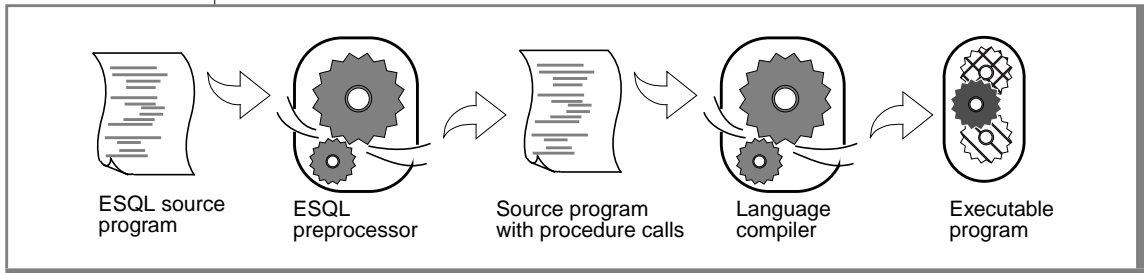 ESQL source
program
ESQL
preprocessor
Source program
with procedure calls
Language
compiler
Executable
program